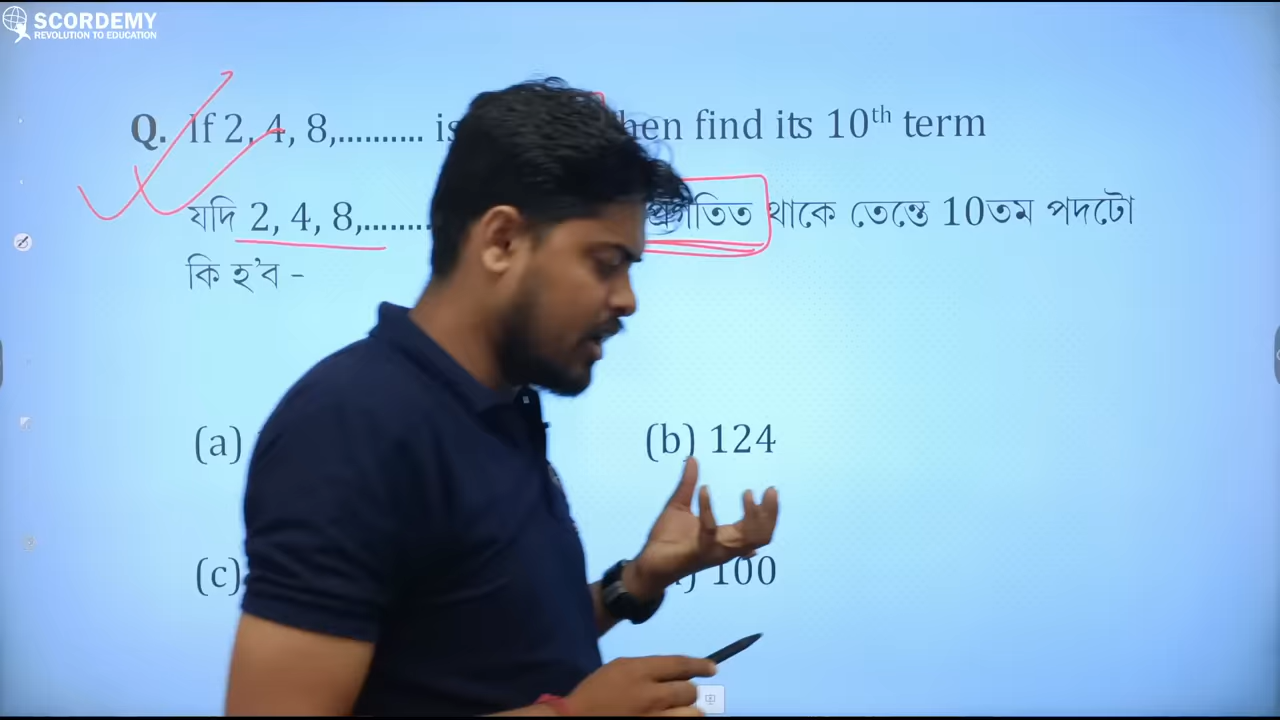 SCORDEMY
REVOLUTION TO EDUCATION
Q. If 2, 4, 8,.......... is hen find its 10th term
যদি 2, 4, 8,........ থাকে তেন্তে 10তম পদটো
কি হ'ব –
(a) (b) 124
(c) 100